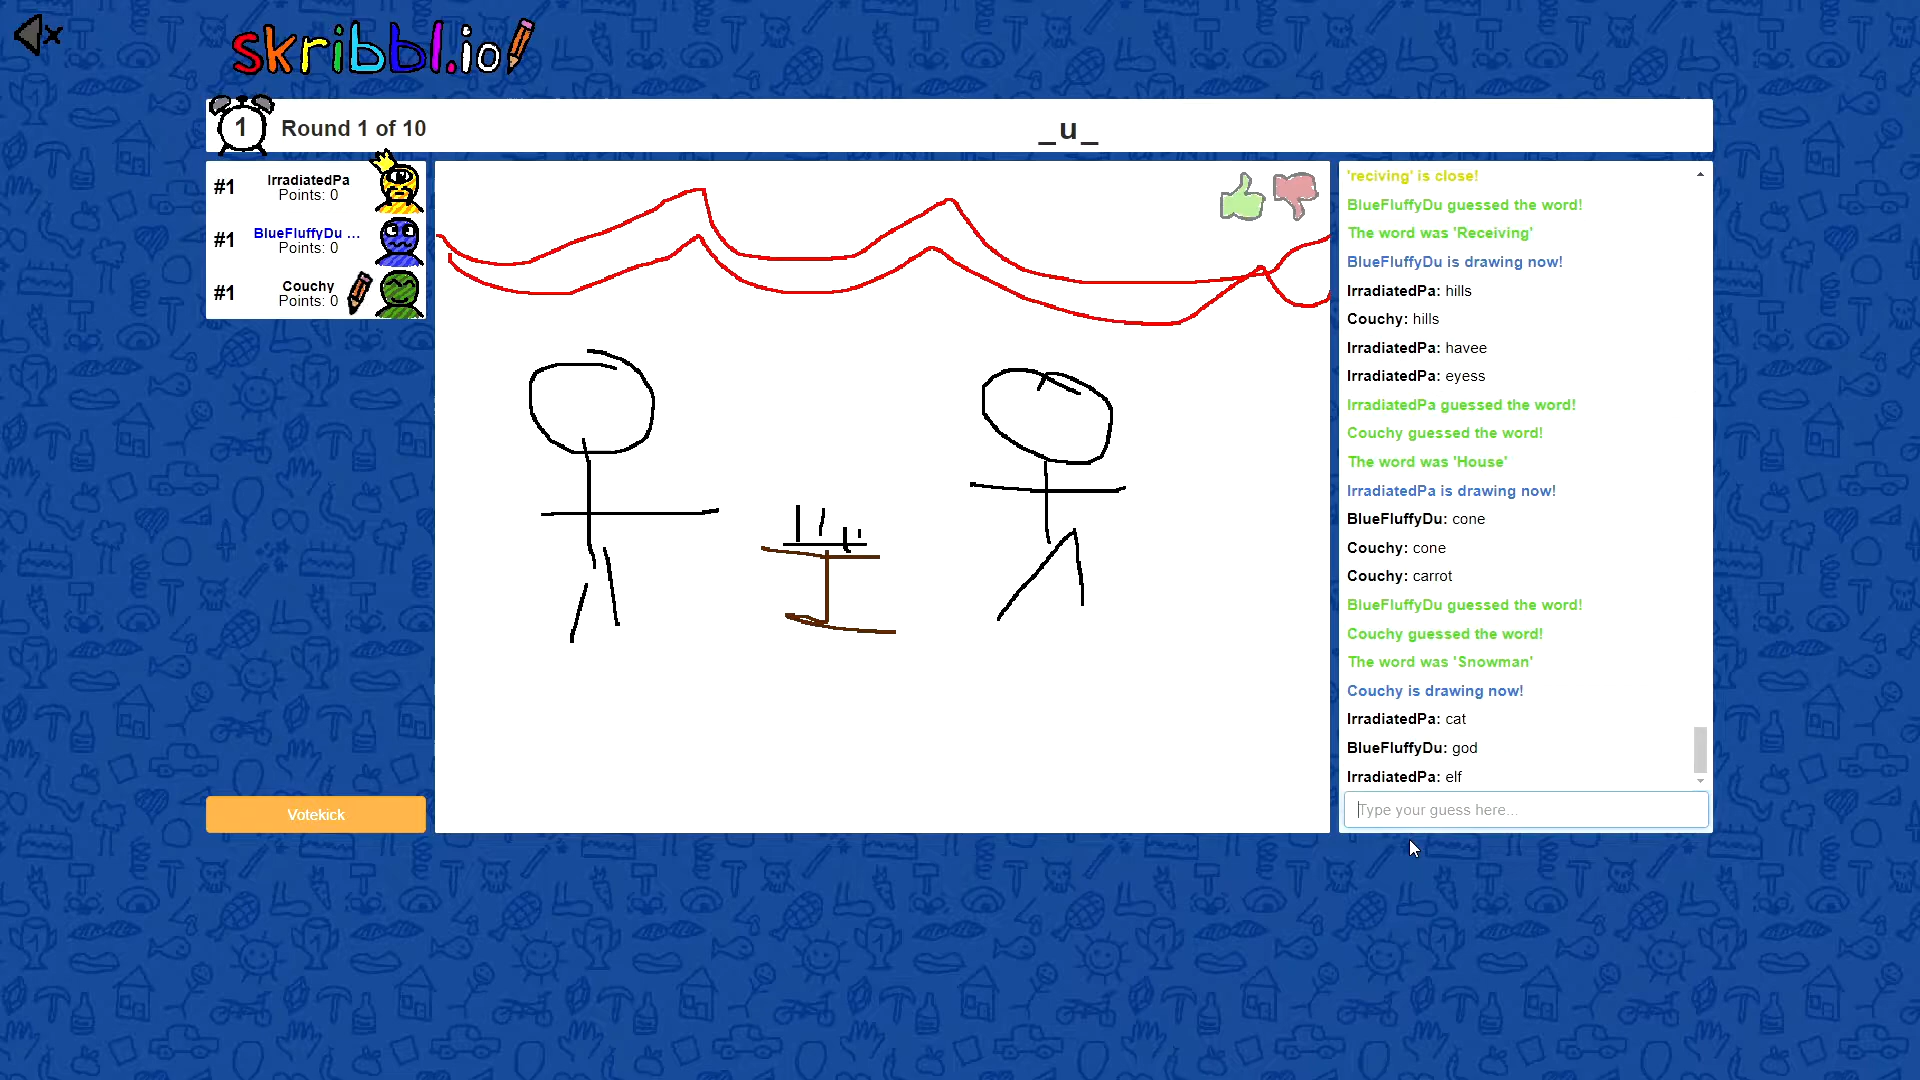 skribbl.io
1
Round 1 of 10
_u_
#1
IrradiatedPa
Points: 0
#1
BlueFluffyDu ...
Points: 0
#1
Couchy
Points: 0
Votekick
'reciving' is close!
BlueFluffyDu guessed the word!
The word was 'Receiving'
BlueFluffyDu is drawing now!
IrradiatedPa: hills
Couchy: hills
IrradiatedPa: havee
IrradiatedPa: eyess
IrradiatedPa guessed the word!
Couchy guessed the word!
The word was 'House'
IrradiatedPa is drawing now!
BlueFluffyDu: cone
Couchy: cone
Couchy: carrot
BlueFluffyDu guessed the word!
Couchy guessed the word!
The word was 'Snowman'
Couchy is drawing now!
IrradiatedPa: cat
BlueFluffyDu: god
IrradiatedPa: elf
Type your guess here...